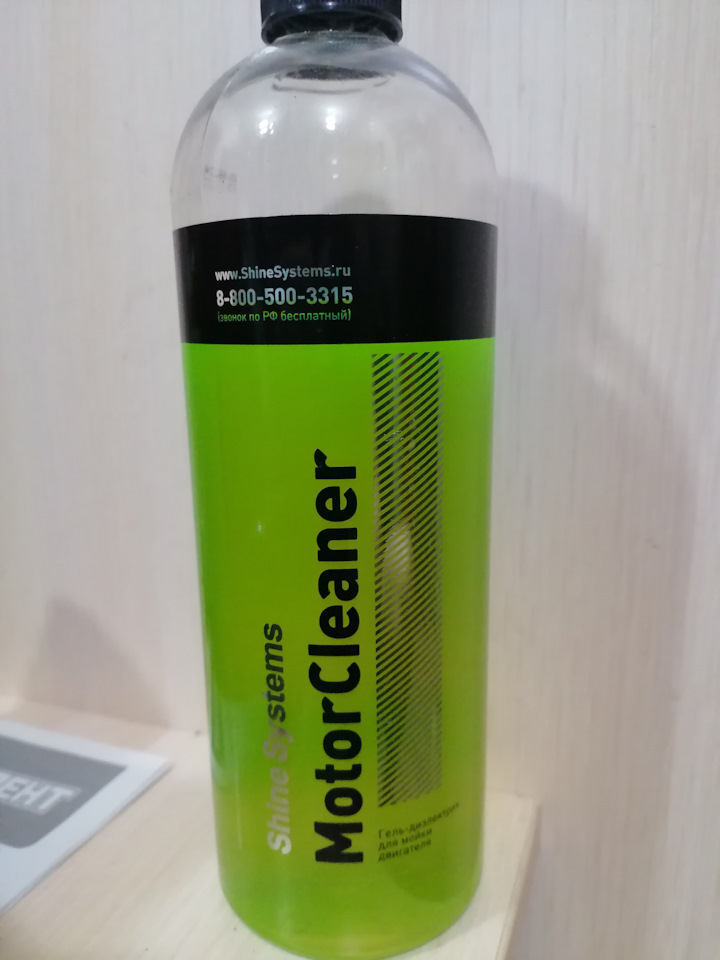 www.ShineSystems.ru
8-800-500-3315
(звонок по РФ бесплатный)
Shine Systems
MotorCleaner
Гель-диэлектрик
для мойки
двигателя
ЕНТ